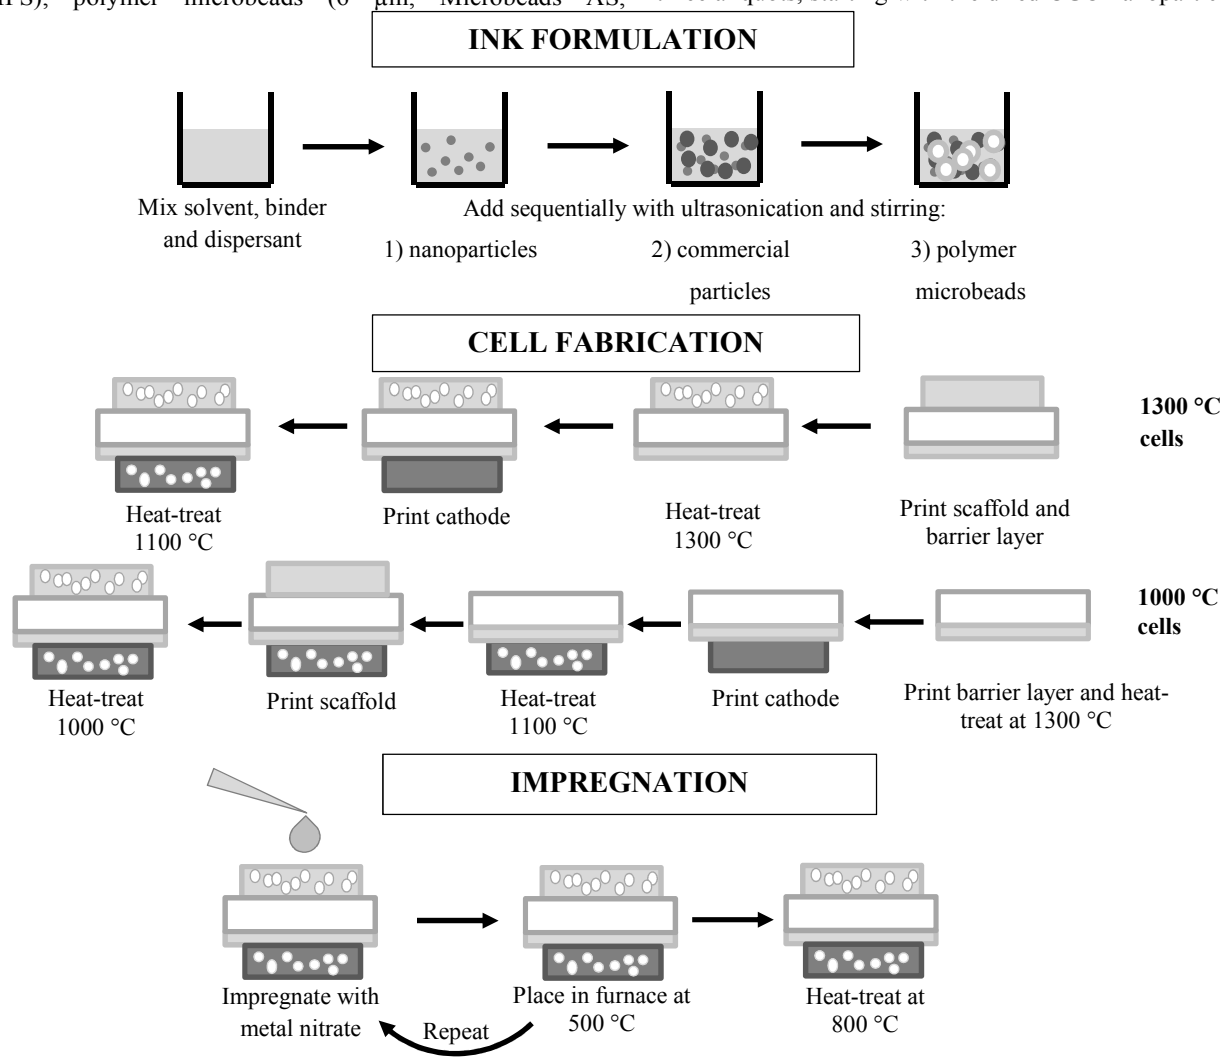 polymer microbeads
INK FORMULATION
Mix solvent, binder
and dispersant
Add sequentially with ultrasonication and stirring:
1) nanoparticles
2) commercial
particles
3) polymer
microbeads
CELL FABRICATION
1300 °C
cells
Print scaffold and
barrier layer
Heat-treat
1300 °C
Print cathode
Heat-treat
1100 °C
1000 °C
cells
Print barrier layer and heat-
treat at 1300 °C
Print cathode
Heat-treat
1100 °C
Print scaffold
Heat-treat
1000 °C
IMPREGNATION
Impregnate with
metal nitrate
Repeat
Place in furnace at
500 °C
Heat-treat at
800 °C